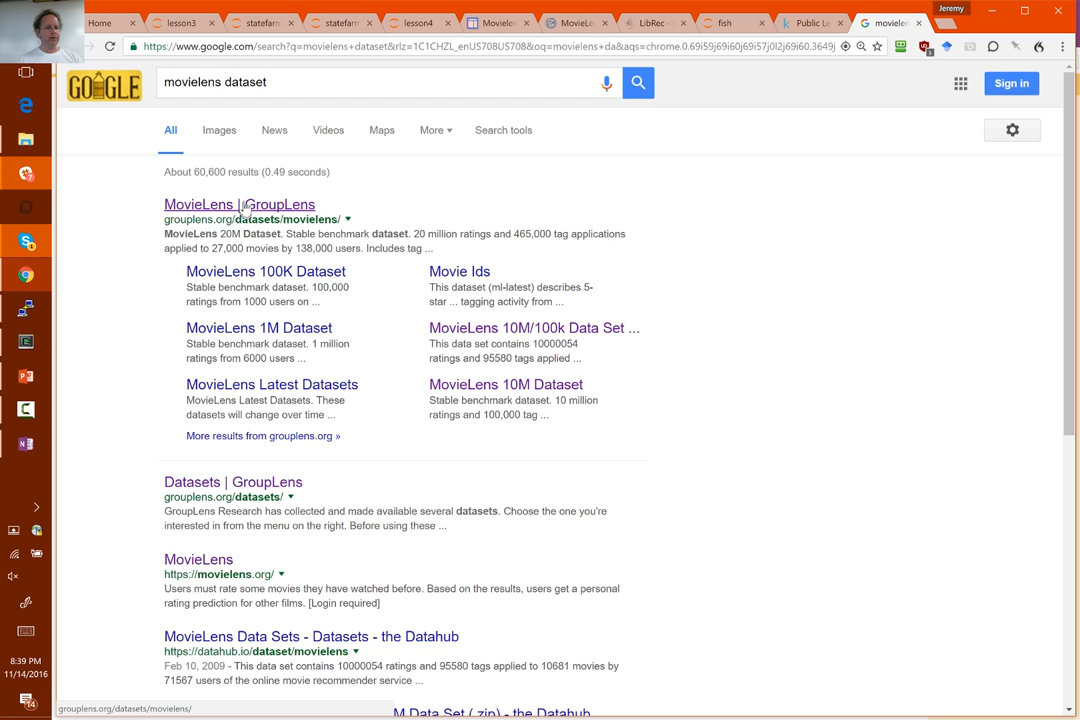 Jeremy
Home
lesson3
statefarm
statefarm
lesson4
Movielen
MovieLe
LibRec -
fish
Public Le
movielen
https://www.google.com/search?q=movielens+dataset&rlz=1C1CHZL_enUS708US708&oq=movielens+da&aqs=chrome.0.69i59j69i60j69i57j0l2j69i60.3649j
GOOGLE
movielens dataset
Sign in
All
Images
News
Videos
Maps
More
Search tools
About 60,600 results (0.49 seconds)
MovieLens | GroupLens
grouplens.org/datasets/movielens/
MovieLens 20M Dataset. Stable benchmark dataset. 20 million ratings and 465,000 tag applications
applied to 27,000 movies by 138,000 users. Includes tag ...
MovieLens 100K Dataset
Stable benchmark dataset. 100,000
ratings from 1000 users on ...
Movie Ids
This dataset (ml-latest) describes 5-
star ... tagging activity from ...
MovieLens 1M Dataset
Stable benchmark dataset. 1 million
ratings from 6000 users ...
MovieLens 10M/100k Data Set ...
This data set contains 10000054
ratings and 95580 tags applied ...
MovieLens Latest Datasets
MovieLens Latest Datasets. These
datasets will change over time ...
MovieLens 10M Dataset
Stable benchmark dataset. 10 million
ratings and 100,000 tag ...
More results from grouplens.org »
Datasets | GroupLens
grouplens.org/datasets/
GroupLens Research has collected and made available several datasets. Choose the one you're
interested in from the menu on the right. Before using these ...
MovieLens
https://movielens.org/
Users must rate some movies they have watched before. Based on the results, users get a personal
rating prediction for other films. [Login required]
MovieLens Data Sets - Datasets - the Datahub
https://datahub.io/dataset/movielens
Feb 10, 2009 - This data set contains 10000054 ratings and 95580 tags applied to 10681 movies by
71567 users of the online movie recommender service ...
M Data Set (.zip) - the Datahub
grouplens.org/datasets/movielens/
8:39 PM
11/14/2016
14